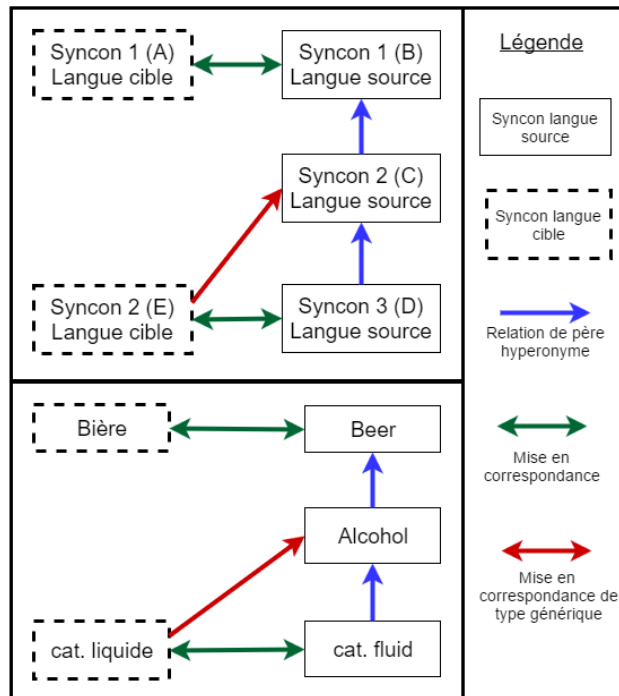 Syncon 1 (A)
Langue cible
Syncon 1 (B)
Langue source
Syncon 2 (C)
Langue source
Syncon 2 (E)
Langue cible
Syncon 3 (D)
Langue source
Bière
Beer
Alcohol
cat. liquide
cat. fluid
Légende
Syncon langue
source
Syncon langue
cible
Relation de père
hyperonyme
Mise en
correspondance
Mise en
correspondance de
type générique